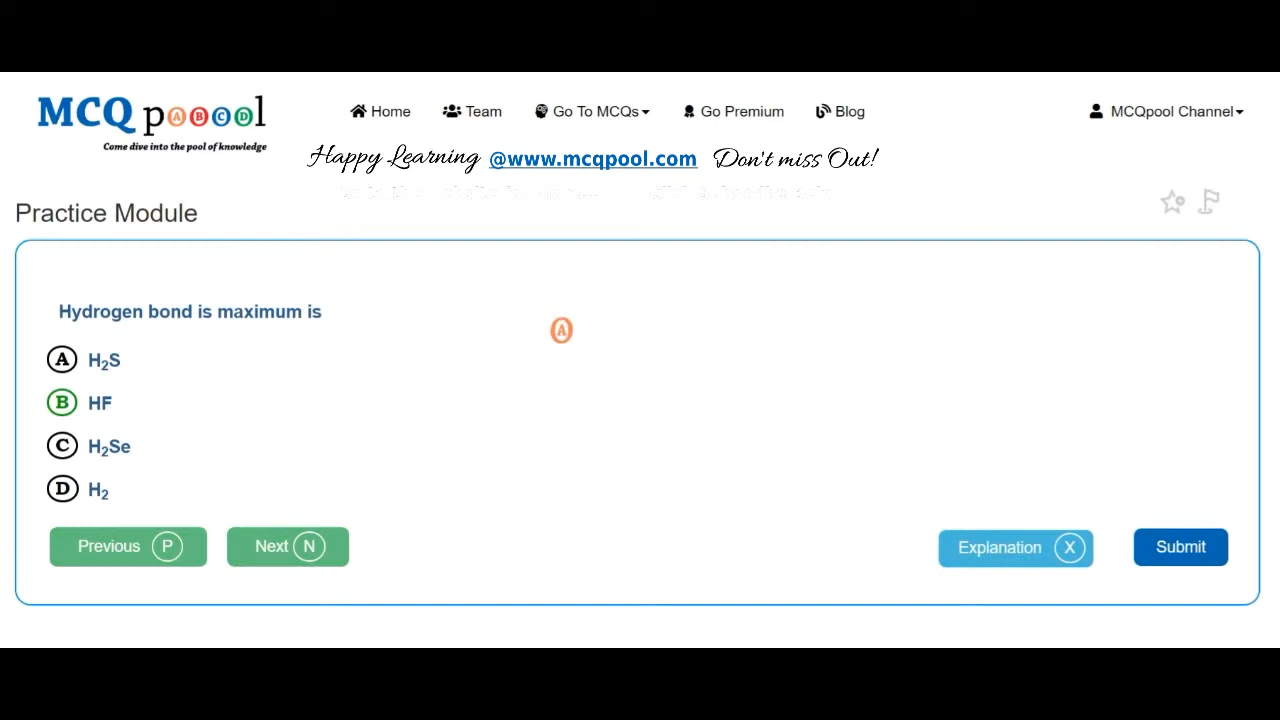 MCQ pABCDl
Come dive into the pool of knowledge
Home Team Go To MCQs Go Premium Blog MCQpool Channel
Happy Learning @www.mcqpool.com Don't miss Out!
Practice Module
Hydrogen bond is maximum is
A
A H₂S
B HF
C H₂Se
D H₂
Previous P Next N Explanation X Submit